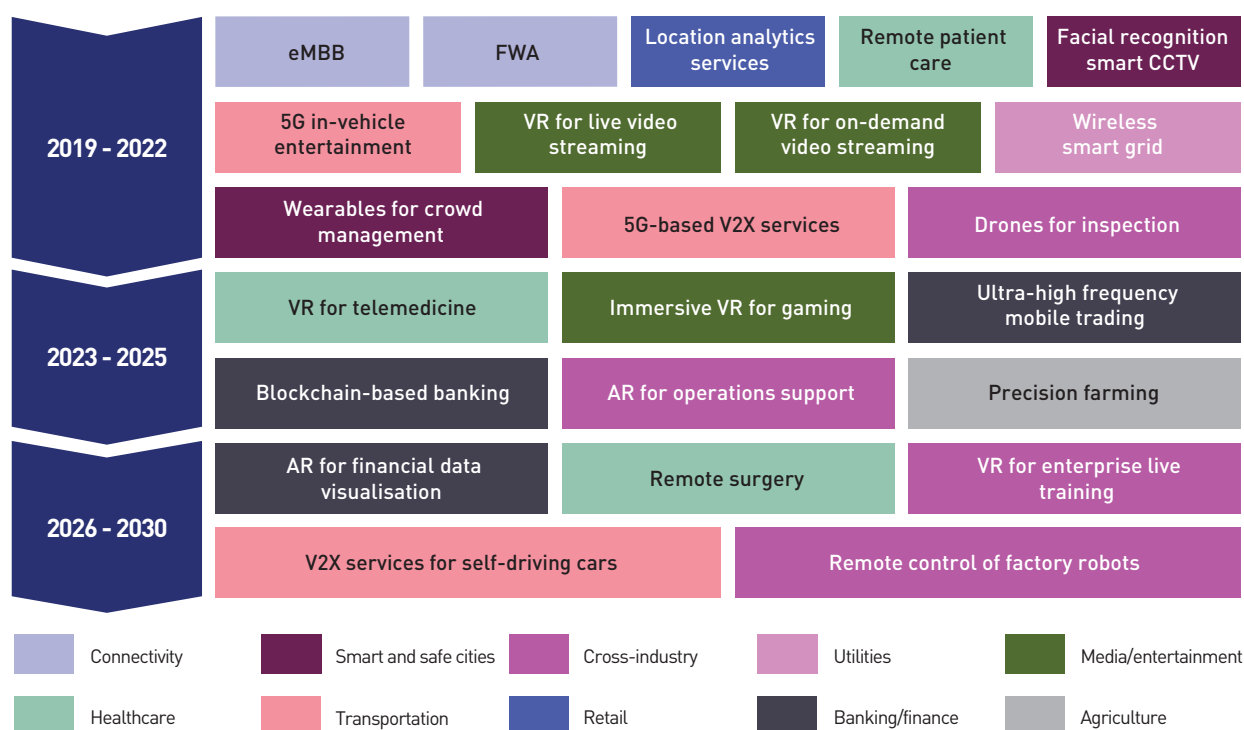 eMBB
FWA
Location analytics
services
Remote patient
care
Facial recognition
smart CCTV
2019 - 2022
5G in-vehicle
entertainment
VR for live video
streaming
VR for on-demand
video streaming
Wireless
smart grid
Wearables for crowd
management
5G-based V2X services
Drones for inspection
2023 - 2025
VR for telemedicine
Immersive VR for gaming
Ultra-high frequency
mobile trading
Blockchain-based banking
AR for operations support
Precision farming
2026 - 2030
AR for financial data
visualisation
Remote surgery
VR for enterprise live
training
V2X services for self-driving cars
Remote control of factory robots
Connectivity
Smart and safe cities
Cross-industry
Utilities
Media/entertainment
Healthcare
Transportation
Retail
Banking/finance
Agriculture